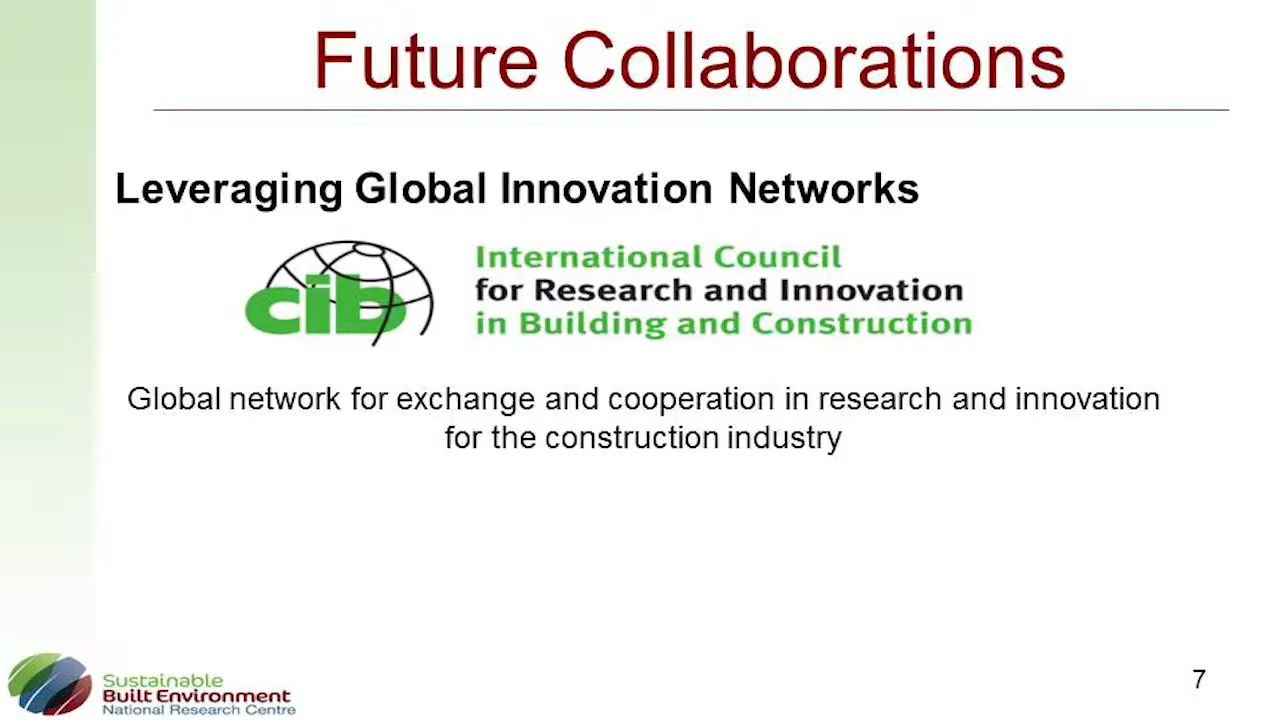 Future Collaborations
Leveraging Global Innovation Networks
cib
International Council
for Research and Innovation
in Building and Construction
Global network for exchange and cooperation in research and innovation
for the construction industry
Sustainable
Built Environment
National Research Centre
7